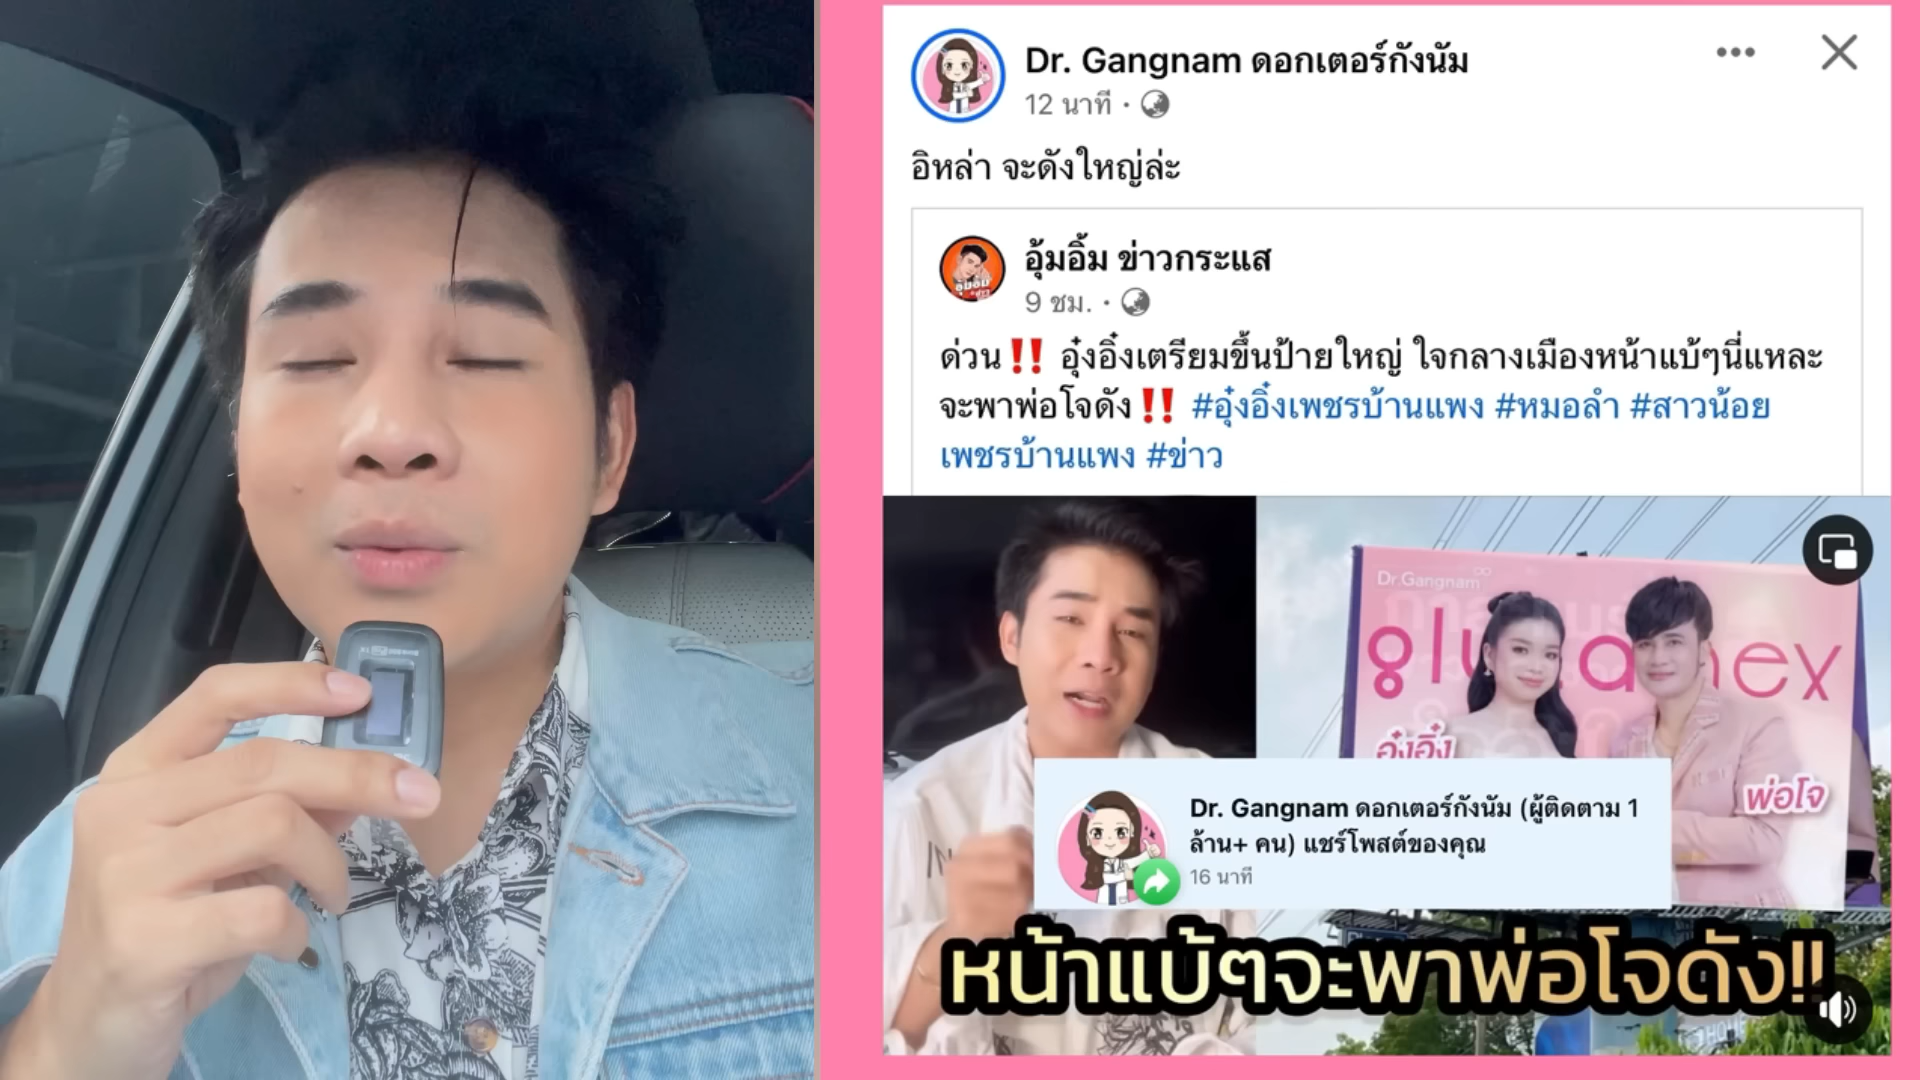 Dr. Gangnam ดอกเตอร์กังนัม
12 นาที ·
อิหล่า จะดังใหญ่ล่ะ
อุ้มอิ้ม ข่าวกระแส
9 ชม. ·
ด่วน‼️ อุ๋งอิ๋งเตรียมขึ้นป้ายใหญ่ ใจกลางเมืองหน้าแบ้ๆนี่แหละ
จะพาพ่อโจดัง‼️ #อุ๋งอิ๋งเพชรบ้านแพง #หมอลำ #สาวน้อย
เพชรบ้านแพง #ข่าว
Dr.Gangnam
อุ๋งอิ๋ง
พ่อโจ
Dr. Gangnam ดอกเตอร์กังนัม (ผู้ติดตาม 1
ล้าน+ คน) แชร์โพสต์ของคุณ
16 นาที
หน้าแบ้ๆจะพาพ่อโจดัง!!